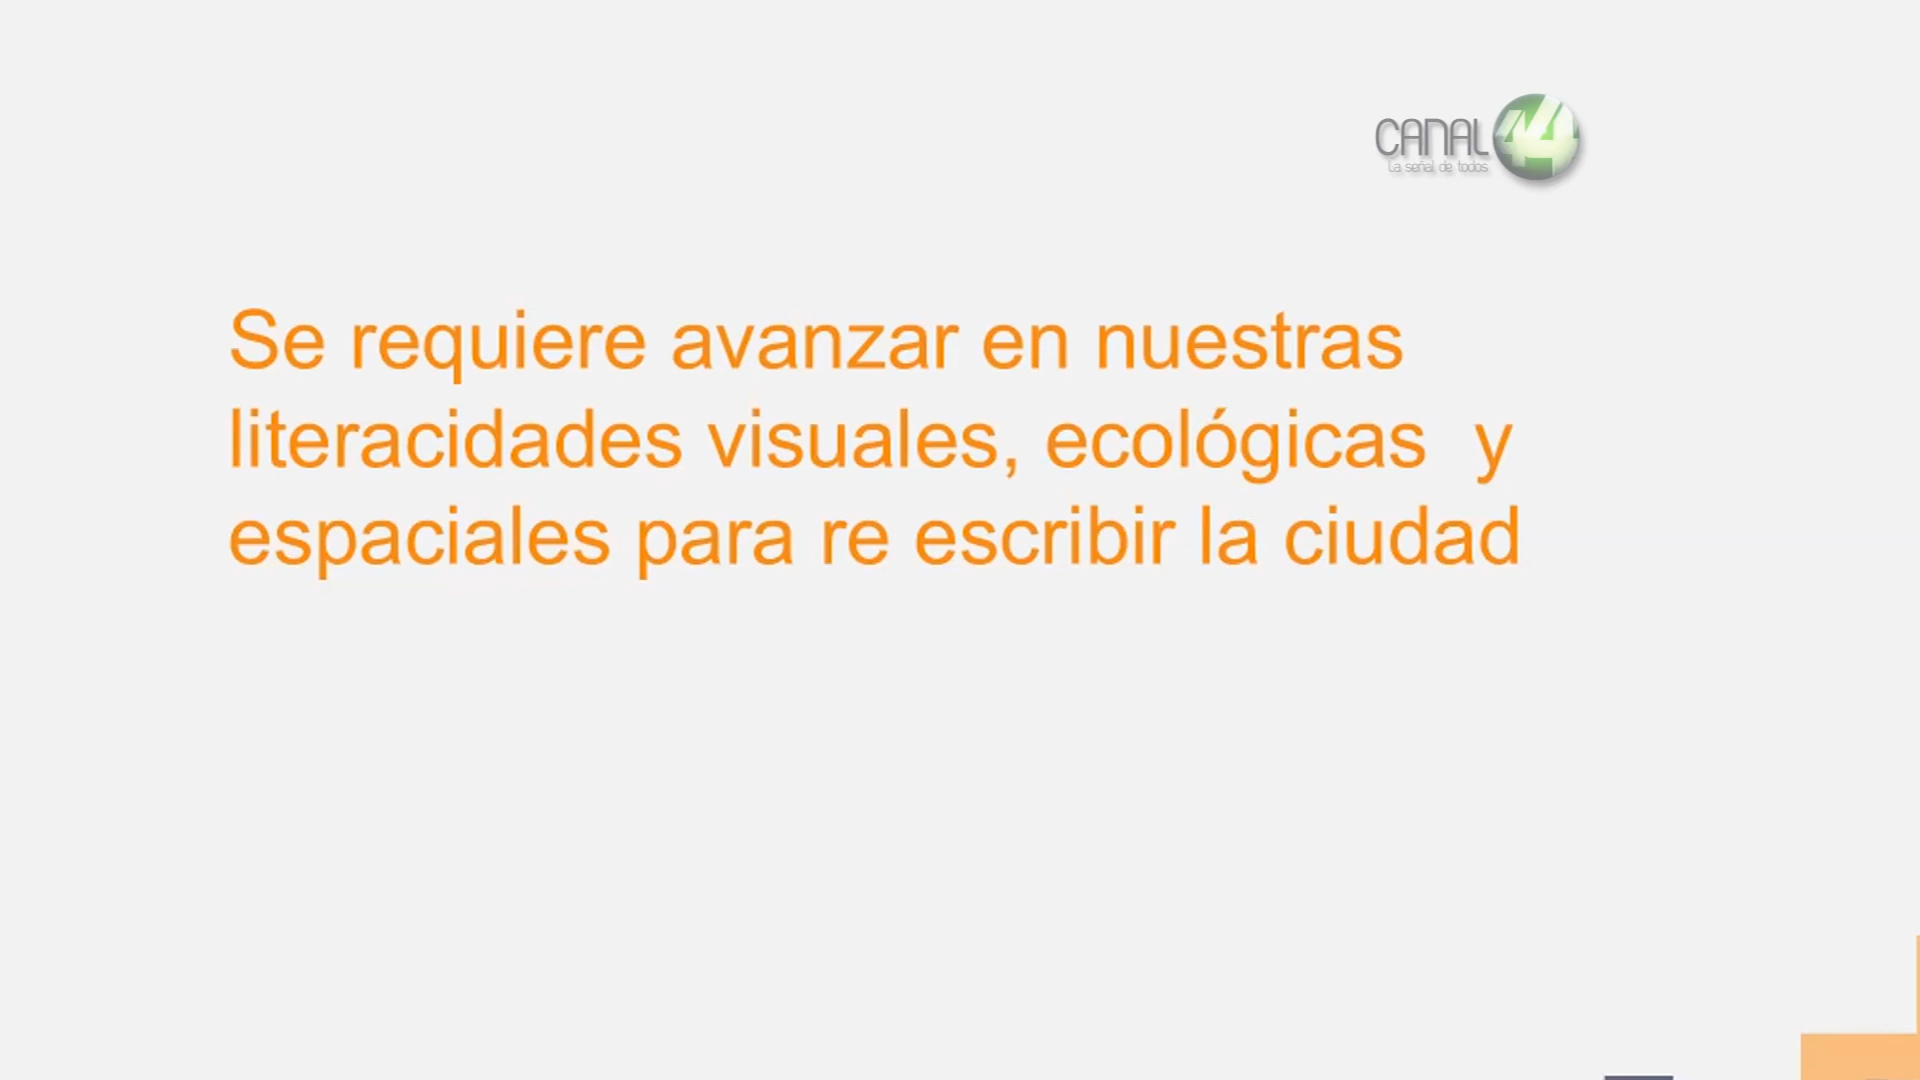 CANAL 44
La señal de todos
Se requiere avanzar en nuestras
literacidades visuales, ecológicas  y
espaciales para re escribir la ciudad